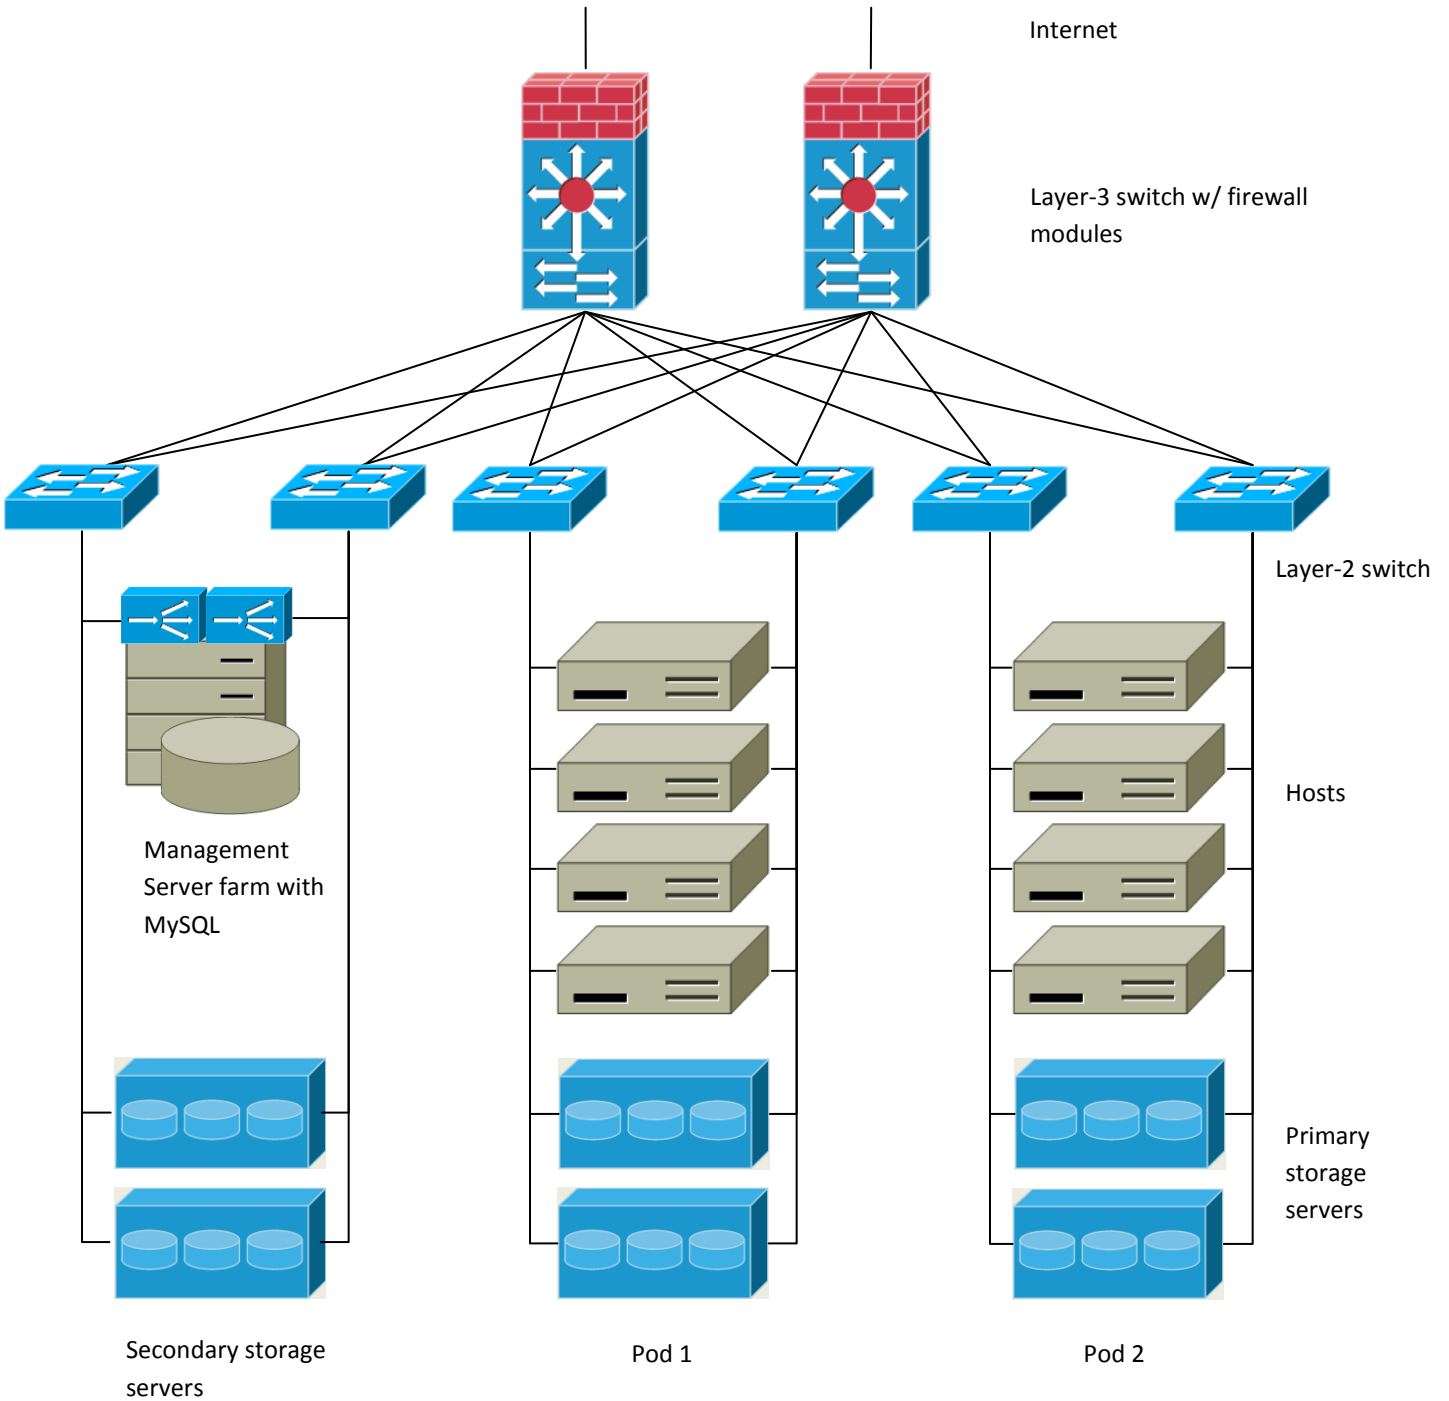 Internet
Layer-3 switch w/ firewall
modules
Layer-2 switch
Hosts
Management
Server farm with
MySQL
Primary
storage
servers
Secondary storage
servers
Pod 1
Pod 2